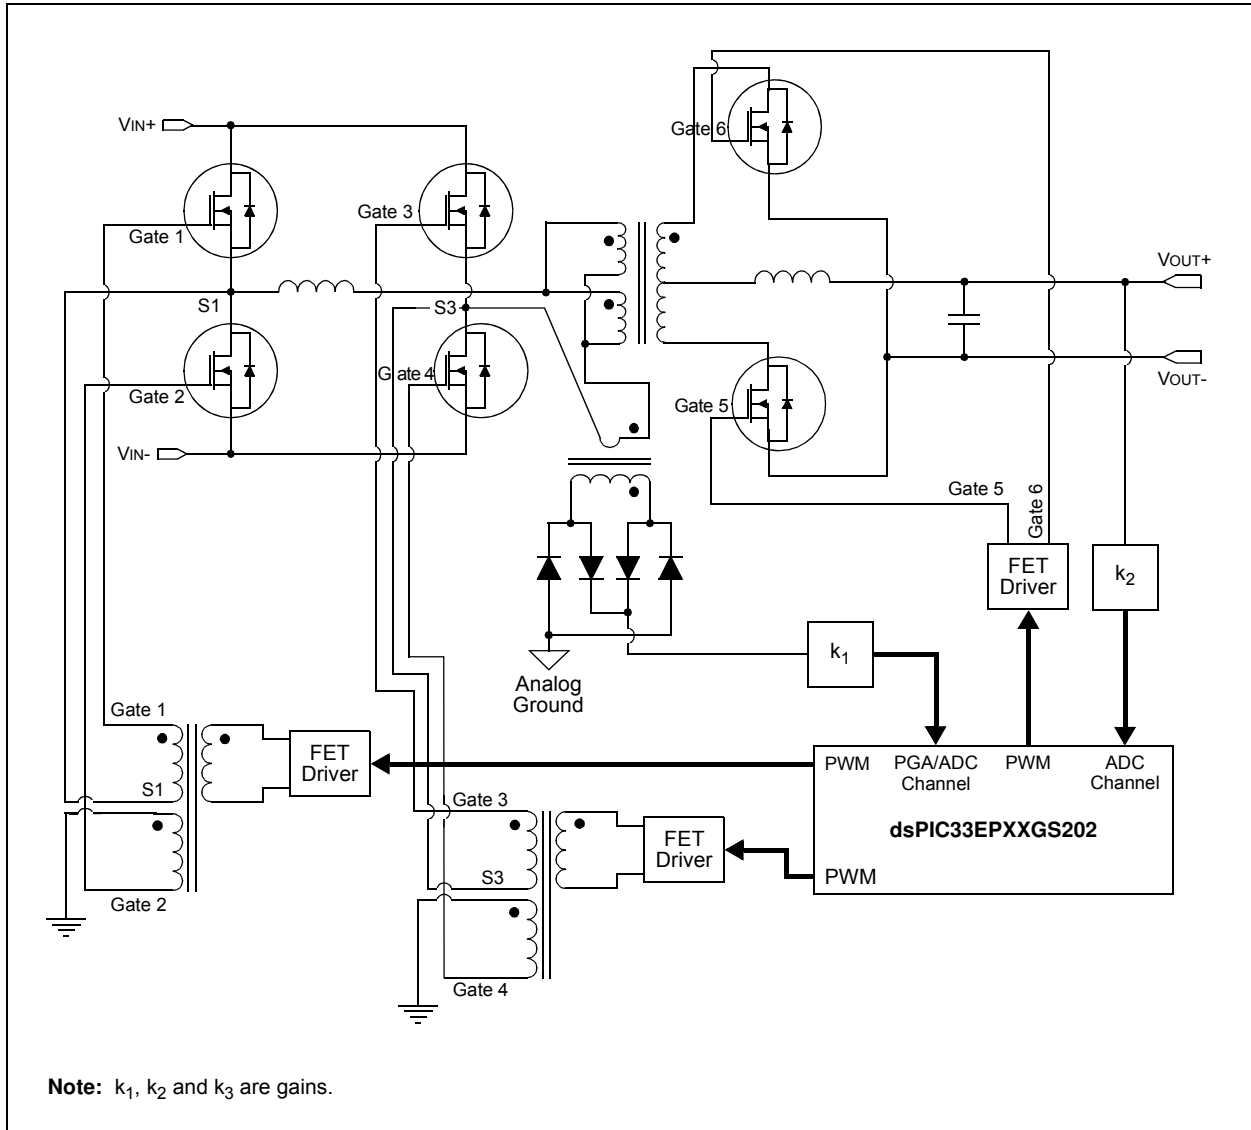 VIN+
Gate 1
S1
Gate 2
VIN-
Gate 3
S3
Gate 4
Gate 6
Gate 5
VOUT+
VOUT-
Gate 5
Gate 6
FET
Driver
k2
k1
Analog
Ground
Gate 1
S1
Gate 2
FET
Driver
Gate 3
S3
Gate 4
FET
Driver
PWM
PGA/ADC
Channel
PWM
ADC
Channel
dsPIC33EPXXGS202
PWM
Note: k1, k2 and k3 are gains.